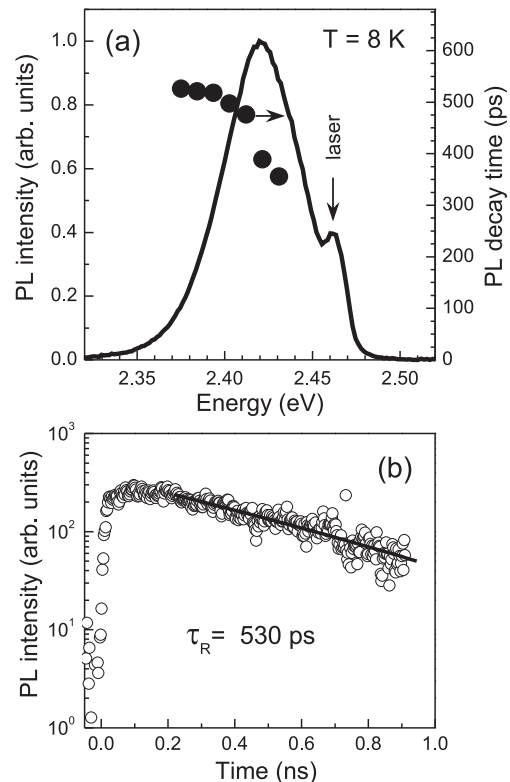 (a)
T = 8 K
laser
PL intensity (arb. units)
1.0
0.8
0.6
0.4
0.2
0.0
PL decay time (ps)
600
500
400
300
200
100
0
2.35 2.40 2.45 2.50
Energy (eV)
(b)
PL intensity (arb. units)
10³
10²
10¹
10⁰
τ_R= 530 ps
0.0 0.2 0.4 0.6 0.8 1.0
Time (ns)